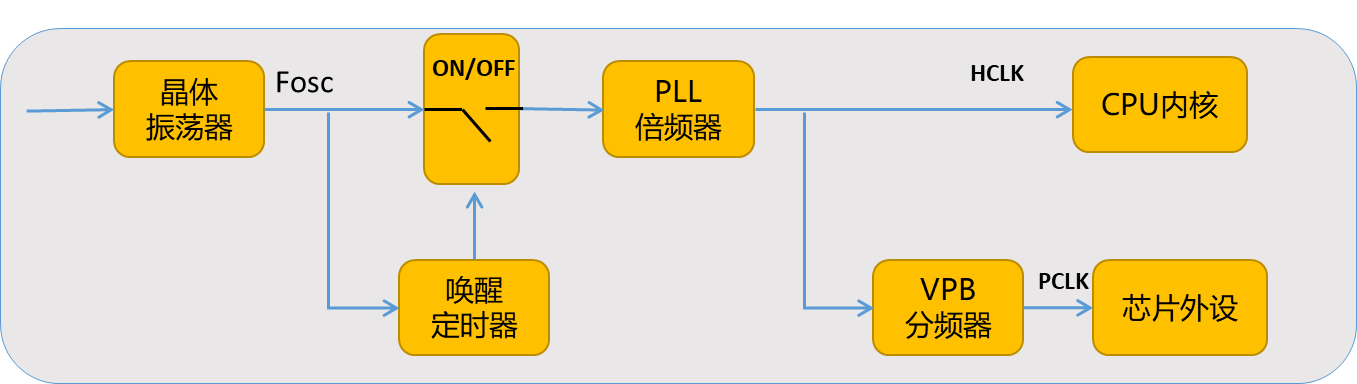 晶体
振荡器
Fosc
ON/OFF
PLL
倍频器
HCLK
CPU内核
唤醒
定时器
VPB
分频器
PCLK
芯片外设